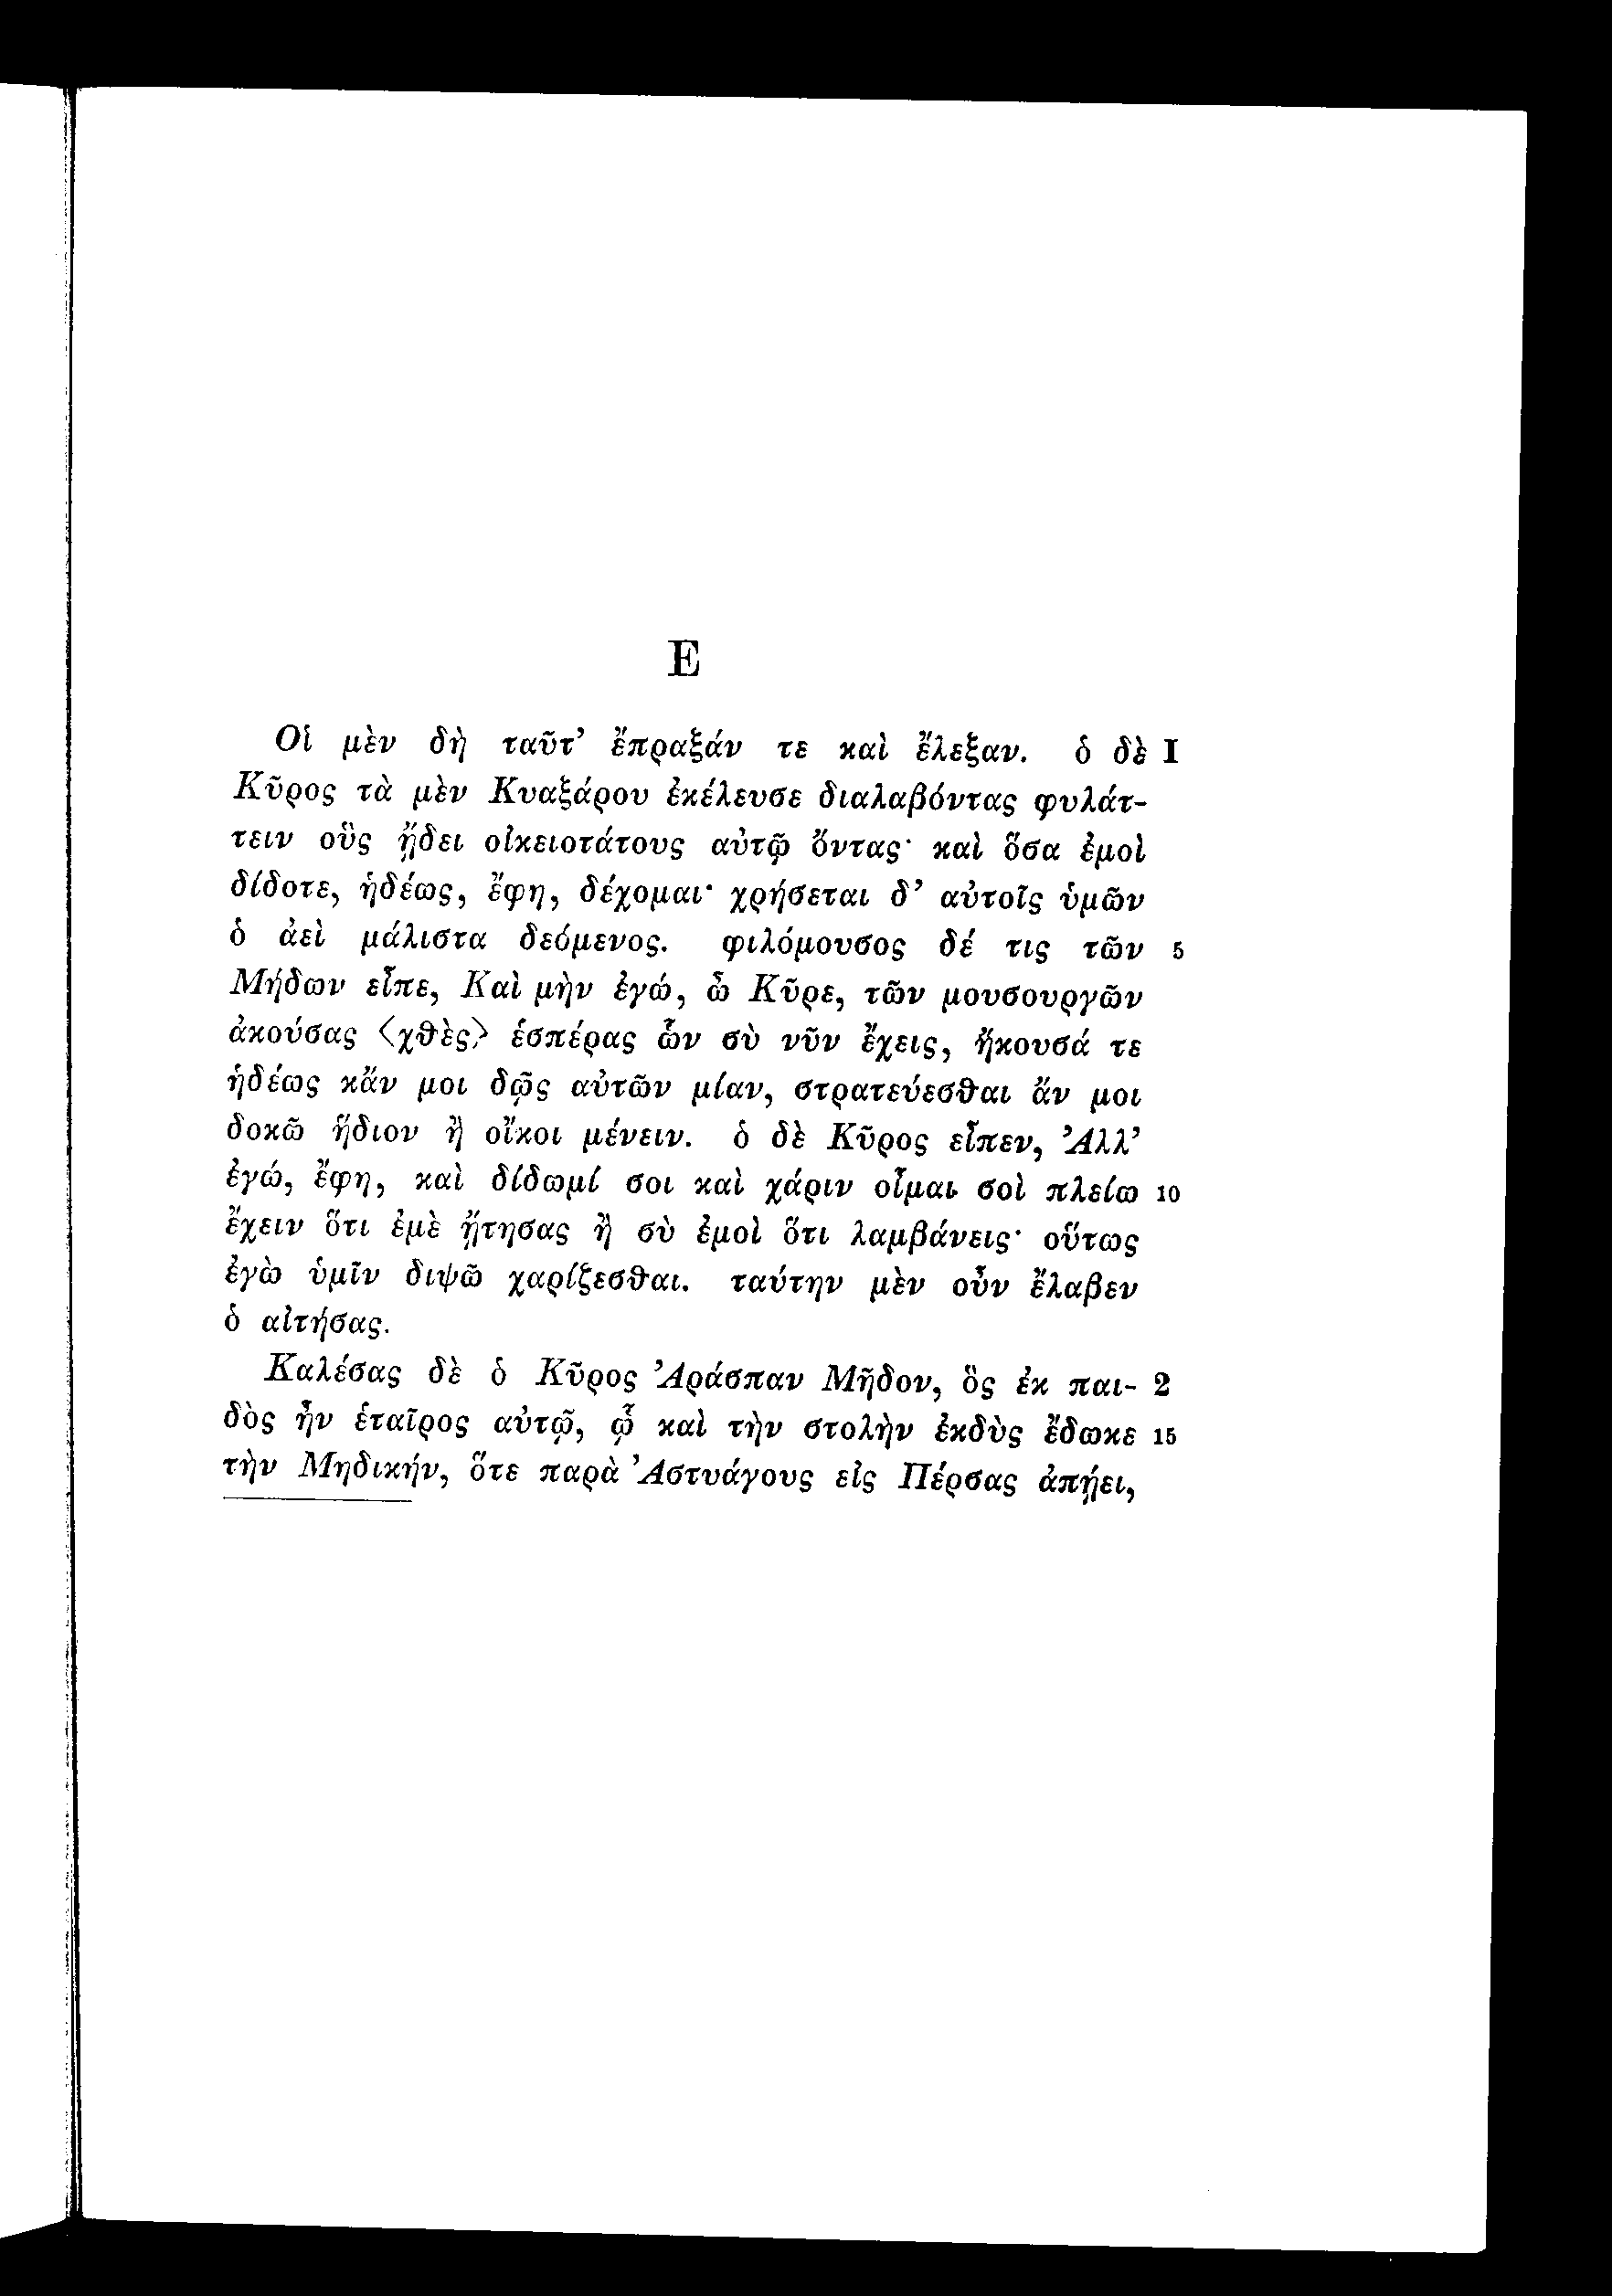 E
Οἱ μὲν δὴ ταῦτ’ ἔπραξάν τε καὶ ἔλεξαν. ὁ δὲ I
Κῦρος τὰ μὲν Κυαξάρου ἐκέλευσε διαλαβόντας φυλάτ-
τειν οὓς ᾔδει οἰκειοτάτους αὐτῷ ὄντας· καὶ ὅσα ἐμοὶ
δίδοτε, ἡδέως, ἔφη, δέχομαι· χρήσεται δ’ αὐτοῖς ὑμῶν
ὁ ἀεὶ μάλιστα δεόμενος. φιλόμουσος δέ τις τῶν 5
Μήδων εἶπε, Καὶ μὴν ἐγώ, ὦ Κῦρε, τῶν μουσουργῶν
ἀκούσας <χθὲς> ἑσπέρας ὧν σὺ νῦν ἔχεις, ἤκουσά τε
ἡδέως κἄν μοι δῷς αὐτῶν μίαν, στρατεύεσθαι ἄν μοι
δοκῶ ἥδιον ἢ οἴκοι μένειν. ὁ δὲ Κῦρος εἶπεν, Ἀλλ’
ἐγώ, ἔφη, καὶ δίδωμί σοι καὶ χάριν οἶμαι σοὶ πλείω 10
ἔχειν ὅτι ἐμὲ ᾔτησας ἢ σὺ ἐμοὶ ὅτι λαμβάνεις· οὕτως
ἐγὼ ὑμῖν διψῶ χαρίζεσθαι. ταύτην μὲν οὖν ἔλαβεν
ὁ αἰτήσας.
Καλέσας δὲ ὁ Κῦρος Ἀράσπαν Μῆδον, ὃς ἐκ παι- 2
δὸς ἦν ἑταῖρος αὐτῷ, ᾧ καὶ τὴν στολὴν ἐκδὺς ἔδωκε 15
τὴν Μηδικήν, ὅτε παρὰ Ἀστυάγους εἰς Πέρσας ἀπῄει,